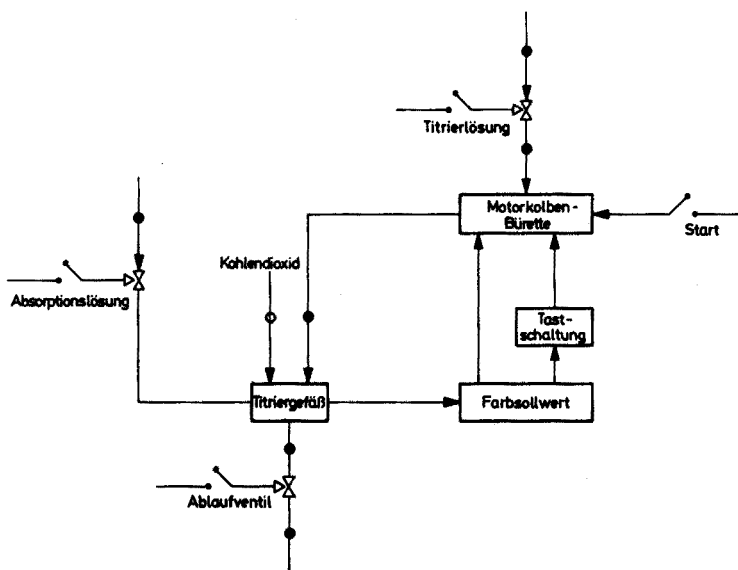 Titrierlösung
Motorkolben-
Bürette
Start
Kohlendioxid
Absorptionslösung
Tast-
schaltung
Titriergefäß
Farbsollwert
Ablaufventil